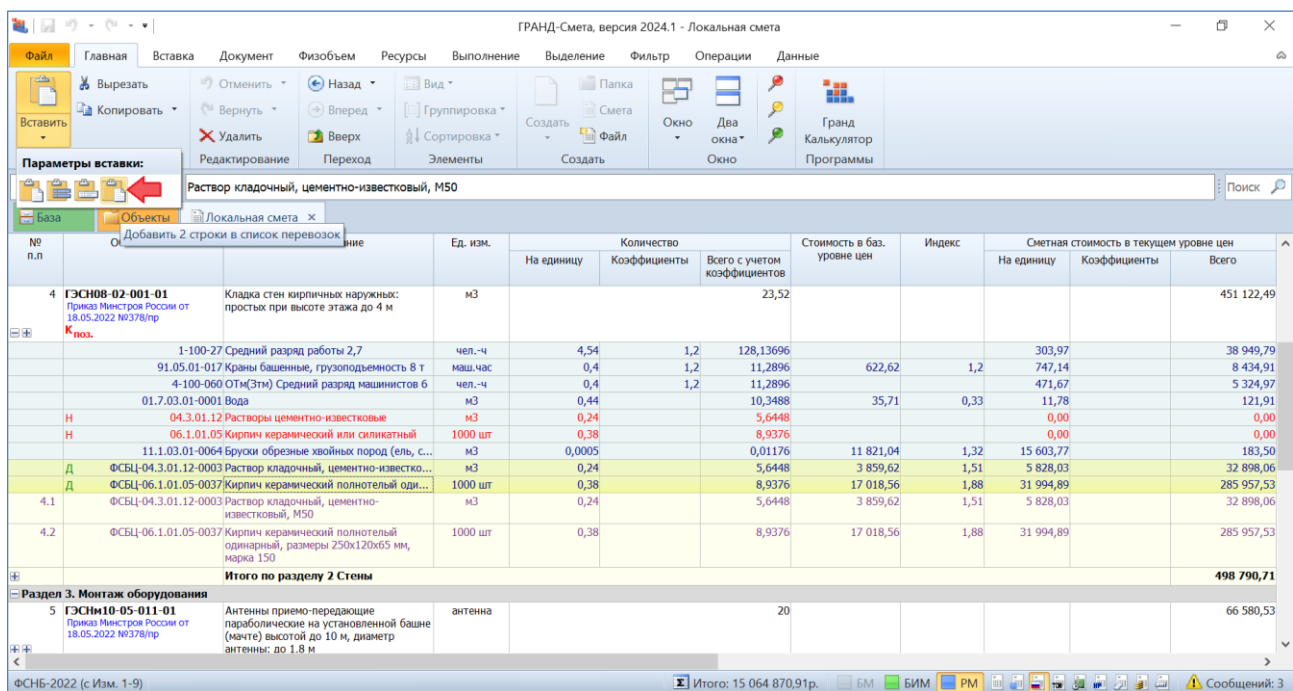 ГРАНД-Смета, версия 2024.1 - Локальная смета
Файл Главная Вставка Документ Физобъем Ресурсы Выполнение Выделение Фильтр Операции Данные
Вставить
Вырезать
Копировать
Отменить
Вернуть
Удалить
Редактирование
Назад
Вперед
Вверх
Переход
Вид
Группировка
Сортировка
Элементы
Создать
Папка
Смета
Файл
Создать
Окно
Два окна
Окно
Гранд Калькулятор
Программы
Параметры вставки:
Раствор кладочный, цементно-известковый, М50
Поиск
База Объекты Локальная смета ×
Добавить 2 строки в список перевозок
№ п.п Ед. изм. Количество Стоимость в баз. уровне цен Индекс Сметная стоимость в текущем уровне цен
На единицу Коэффициенты Всего с учетом коэффициентов На единицу Коэффициенты Всего
4 ГЭСН08-02-001-01 Кладка стен кирпичных наружных: м3 23,52 451 122,49
Приказ Минстроя России от простых при высоте этажа до 4 м
18.05.2022 №378/пр
Кпоз.
1-100-27 Средний разряд работы 2,7 чел.-ч 4,54 1,2 128,13696 303,97 38 949,79
91.05.01-017 Краны башенные, грузоподъемность 8 т маш.час 0,4 1,2 11,2896 622,62 1,2 747,14 8 434,91
4-100-060 ОТм(Зтм) Средний разряд машинистов 6 чел.-ч 0,4 1,2 11,2896 471,67 5 324,97
01.7.03.01-0001 Вода м3 0,44 10,3488 35,71 0,33 11,78 121,91
Н 04.3.01.12 Растворы цементно-известковые м3 0,24 5,6448 0,00 0,00
Н 06.1.01.05 Кирпич керамический или силикатный 1000 шт 0,38 8,9376 0,00 0,00
11.1.03.01-0064 Бруски обрезные хвойных пород (ель, с... м3 0,0005 0,01176 11 821,04 1,32 15 603,77 183,50
Д ФСБЦ-04.3.01.12-0003 Раствор кладочный, цементно-известко... м3 0,24 5,6448 3 859,62 1,51 5 828,03 32 898,06
Д ФСБЦ-06.1.01.05-0037 Кирпич керамический полнотелый оди... 1000 шт 0,38 8,9376 17 018,56 1,88 31 994,89 285 957,53
4.1 ФСБЦ-04.3.01.12-0003 Раствор кладочный, цементно- м3 0,24 5,6448 3 859,62 1,51 5 828,03 32 898,06
известковый, М50
4.2 ФСБЦ-06.1.01.05-0037 Кирпич керамический полнотелый 1000 шт 0,38 8,9376 17 018,56 1,88 31 994,89 285 957,53
одинарный, размеры 250х120х65 мм,
марка 150
Итого по разделу 2 Стены 498 790,71
Раздел 3. Монтаж оборудования
5 ГЭСНм10-05-011-01 Антенны приемо-передающие антенна 20 66 580,53
Приказ Минстроя России от параболические на установленной башне
18.05.2022 №378/пр (мачте) высотой до 10 м, диаметр
антенны: до 1,8 м
ФСНБ-2022 (с Изм. 1-9) Итого: 15 064 870,91р. БМ БИМ РМ Сообщений: 3